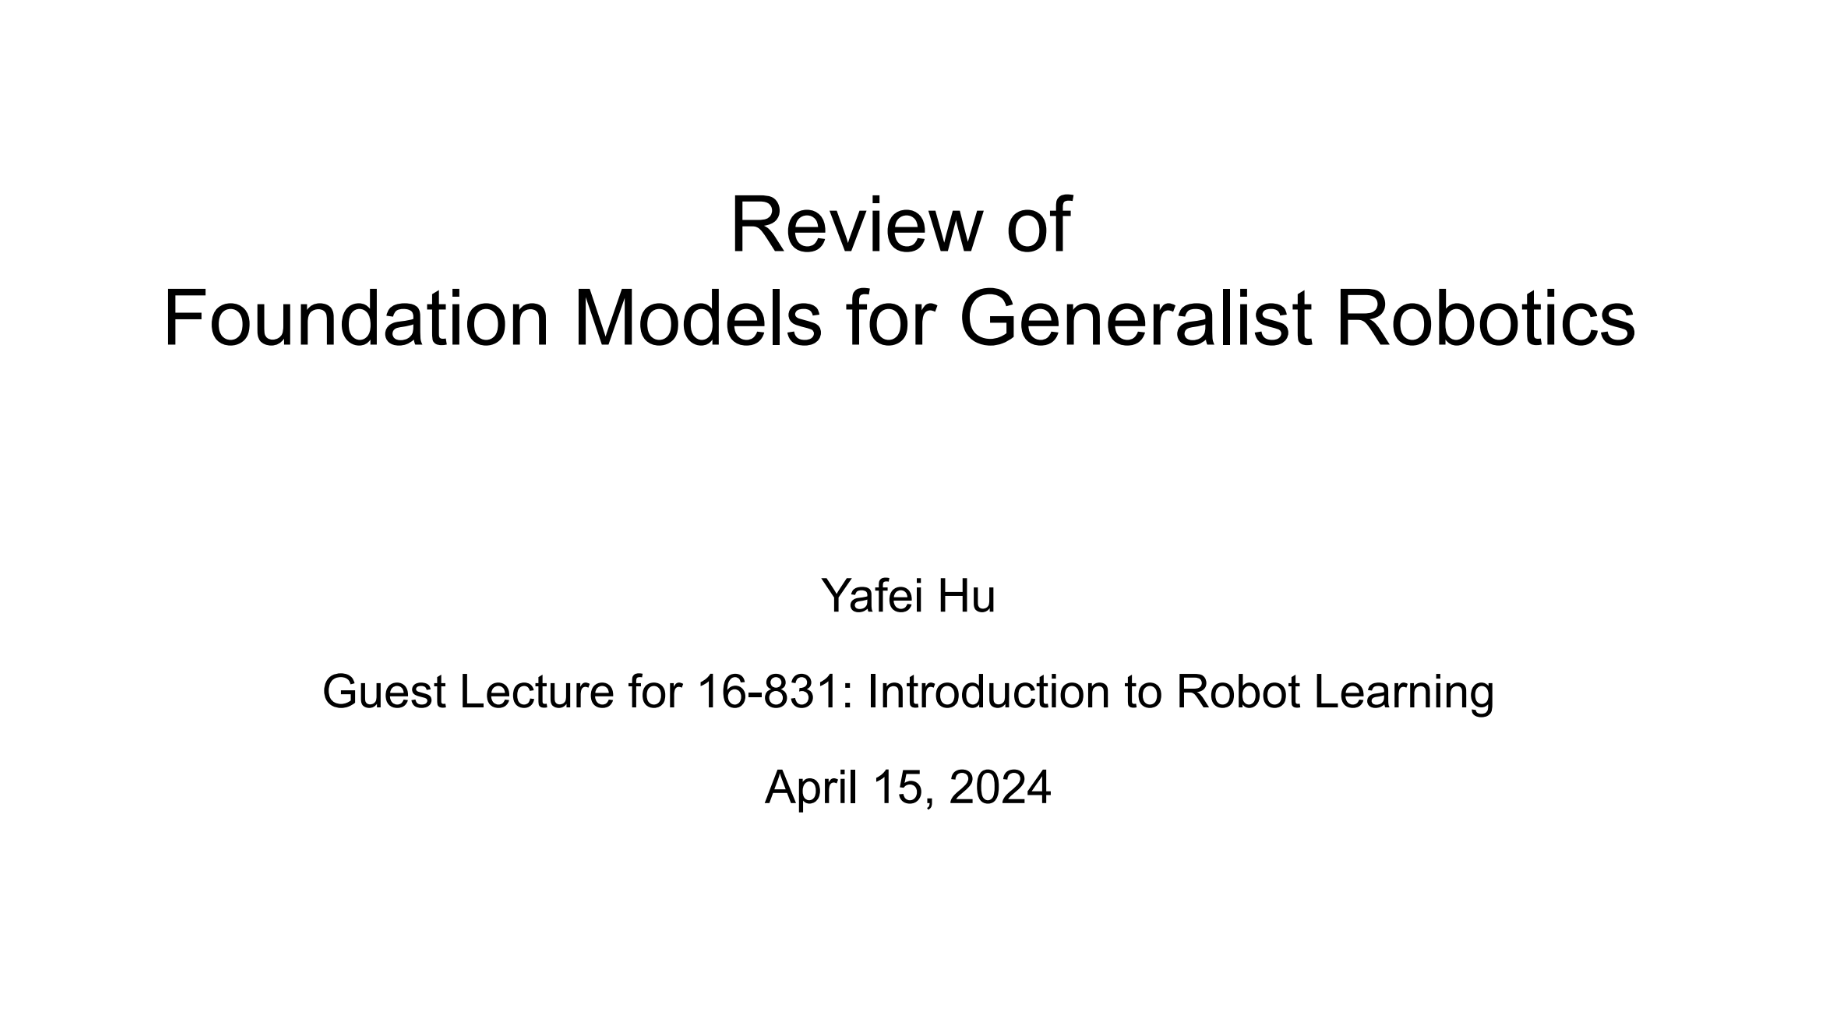 Review of
Foundation Models for Generalist Robotics
Yafei Hu
Guest Lecture for 16-831: Introduction to Robot Learning
April 15, 2024